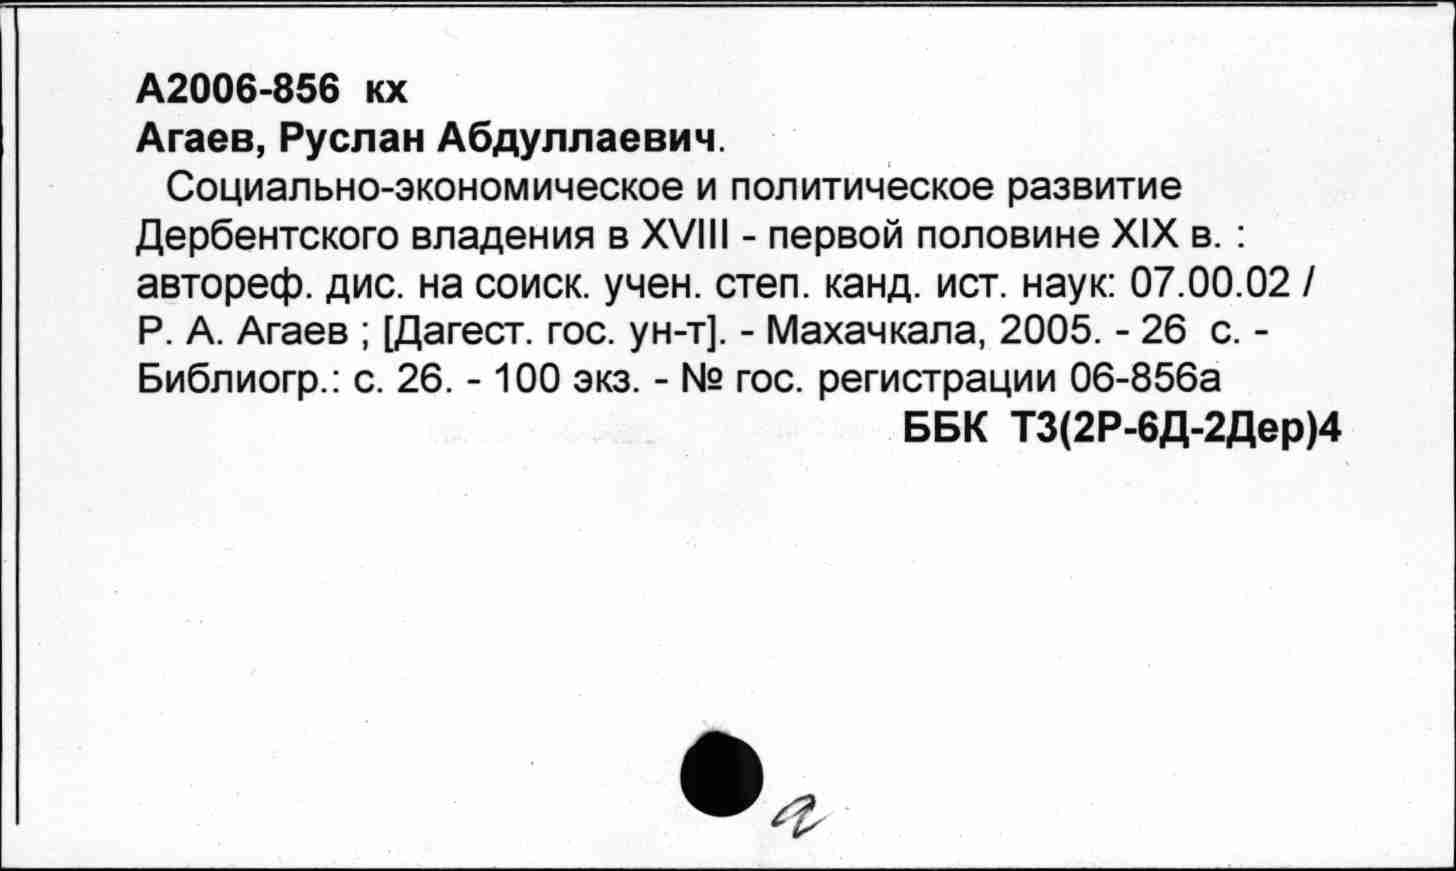 А2006-856 кх
Агаев, Руслан Абдуллаевич.
Социально-экономическое и политическое развитие
Дербентского владения в XVIII - первой половине XIX в. :
автореф. дис. на соиск. учен. степ. канд. ист. наук: 07.00.02 /
Р. А. Агаев ; [Дагест. гос. ун-т]. - Махачкала, 2005. - 26 с. -
Библиогр.: с. 26. - 100 экз. - № гос. регистрации 06-856а
ББК Т3(2Р-6Д-2Дер)4